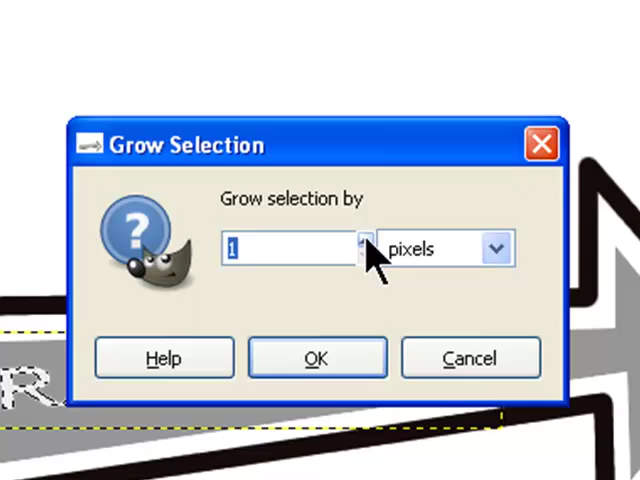 Grow Selection
Grow selection by
1 pixels
Help OK Cancel
R